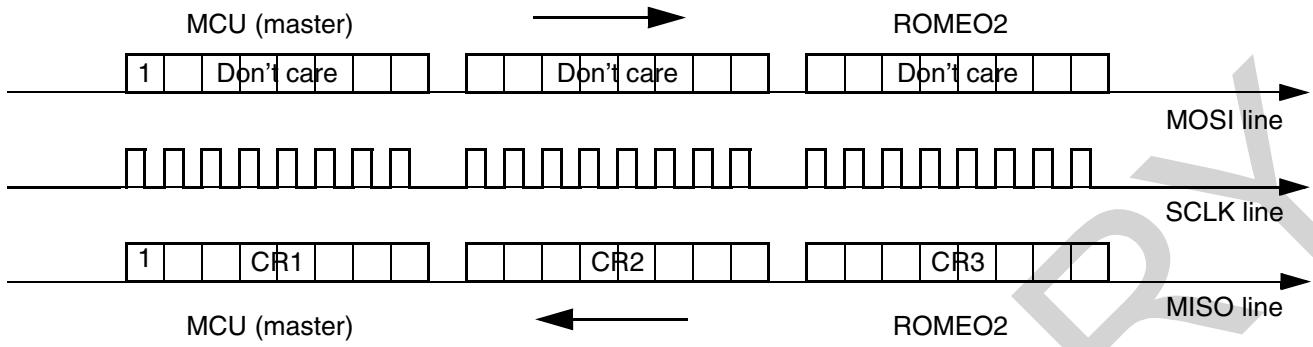 MCU (master) ROMEO2
1 Don't care Don't care Don't care
MOSI line
SCLK line
1 CR1 CR2 CR3
MISO line
MCU (master) ROMEO2
RY